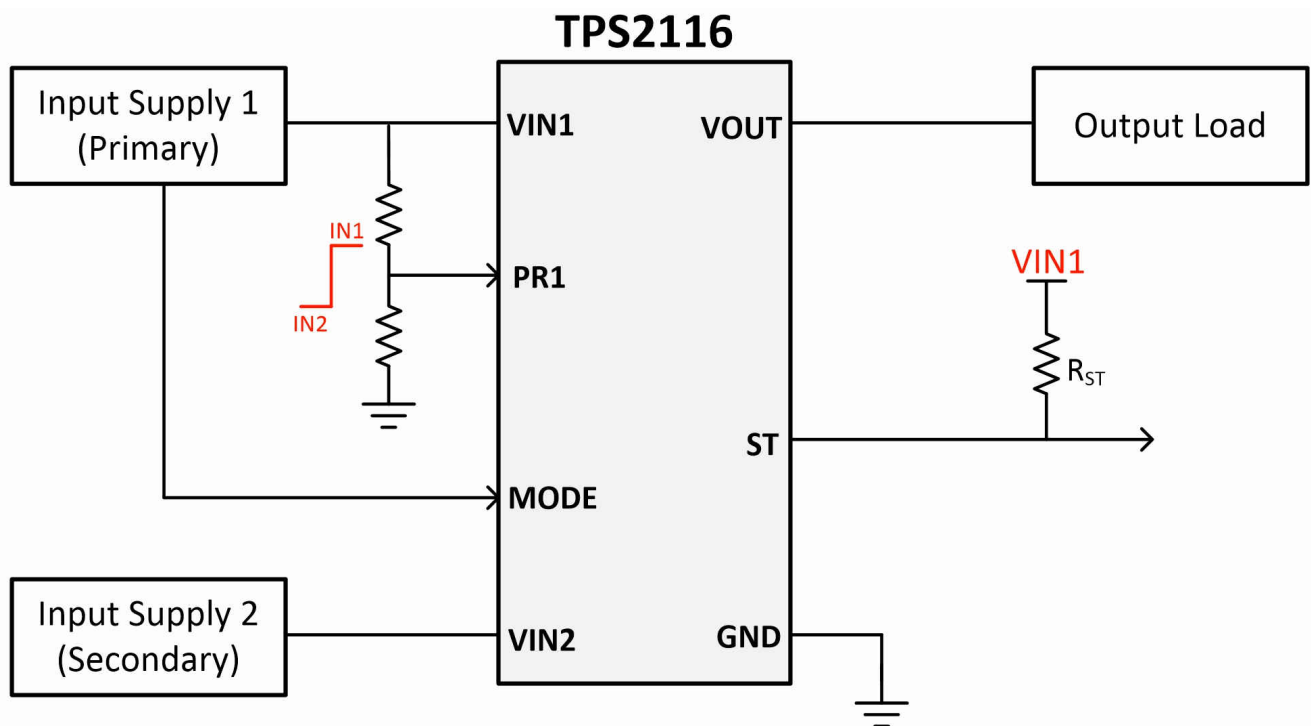 TPS2116
Input Supply 1
(Primary)
VIN1
VOUT
Output Load
IN1
IN2
PR1
VIN1
R_ST
ST
MODE
Input Supply 2
(Secondary)
VIN2
GND